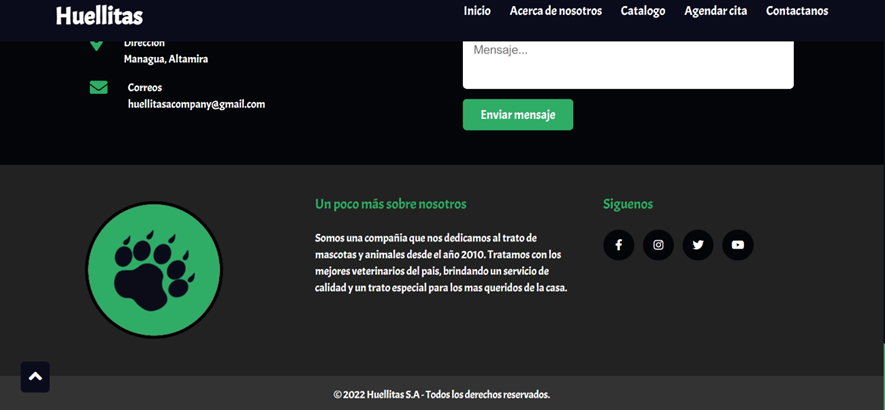 Huellitas
Inicio Acerca de nosotros Catalogo Agendar cita Contactanos
Dirección
Managua, Altamira
Correos
huellitasacompany@gmail.com
Mensaje...
Enviar mensaje
Un poco más sobre nosotros
Somos una compañia que nos dedicamos al trato de
mascotas y animales desde el año 2010. Tratamos con los
mejores veterinarios del pais, brindando un servicio de
calidad y un trato especial para los mas queridos de la casa.
Siguenos
© 2022 Huellitas S.A - Todos los derechos reservados.